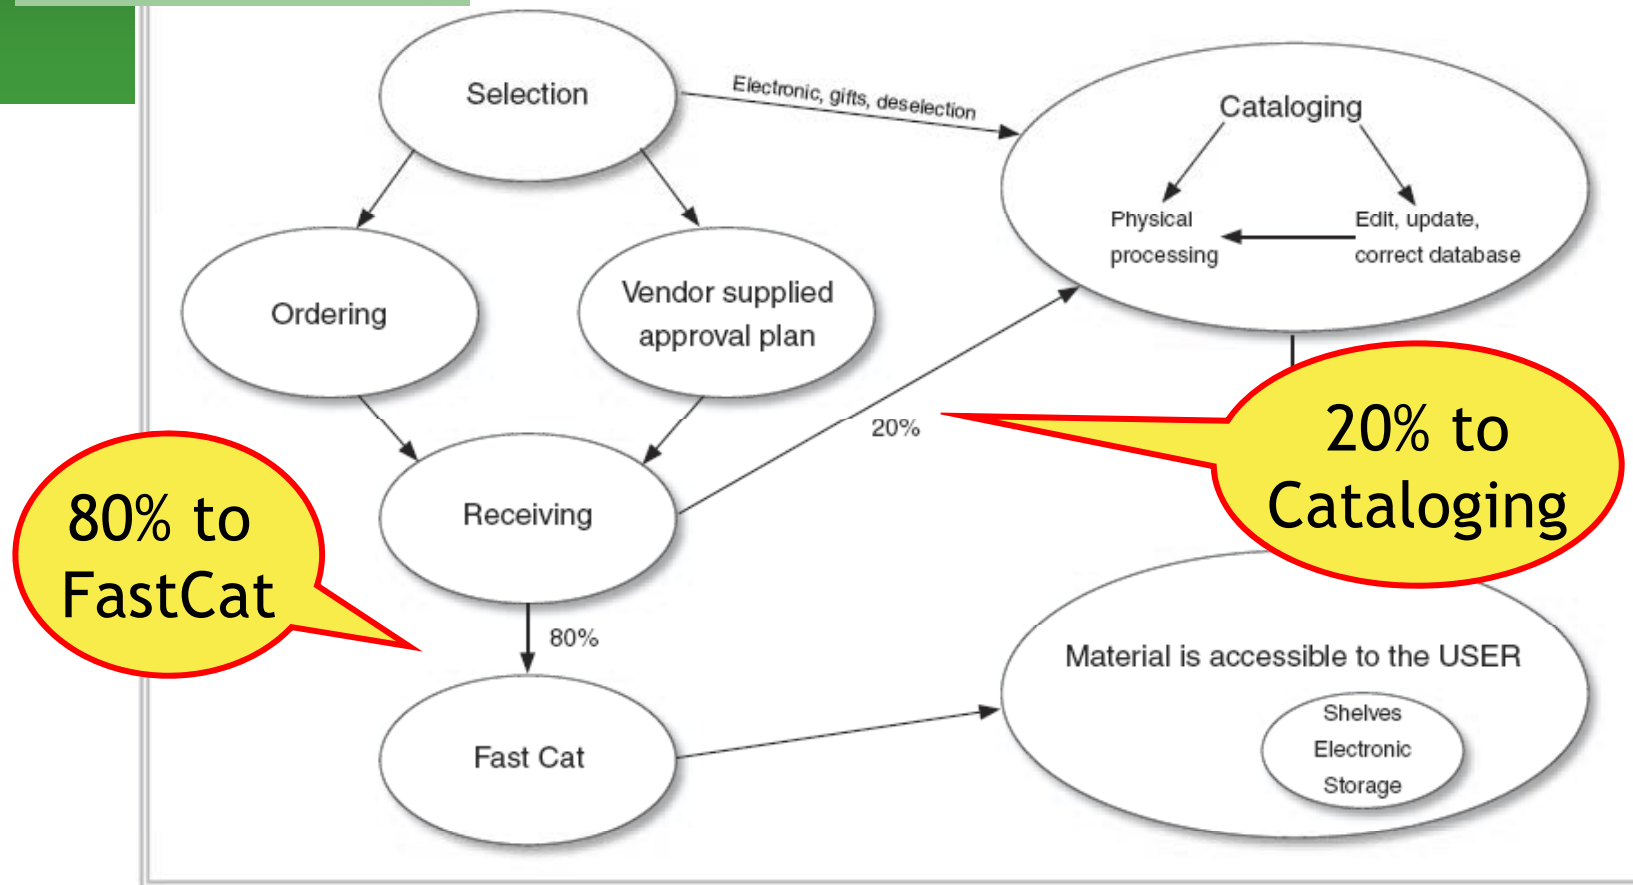 Selection
Electronic, gifts, deselection
Cataloging
Physical
processing
Edit, update,
correct database
Ordering
Vendor supplied
approval plan
20%
20% to
Cataloging
80% to
FastCat
Receiving
80%
Fast Cat
Material is accessible to the USER
Shelves
Electronic
Storage